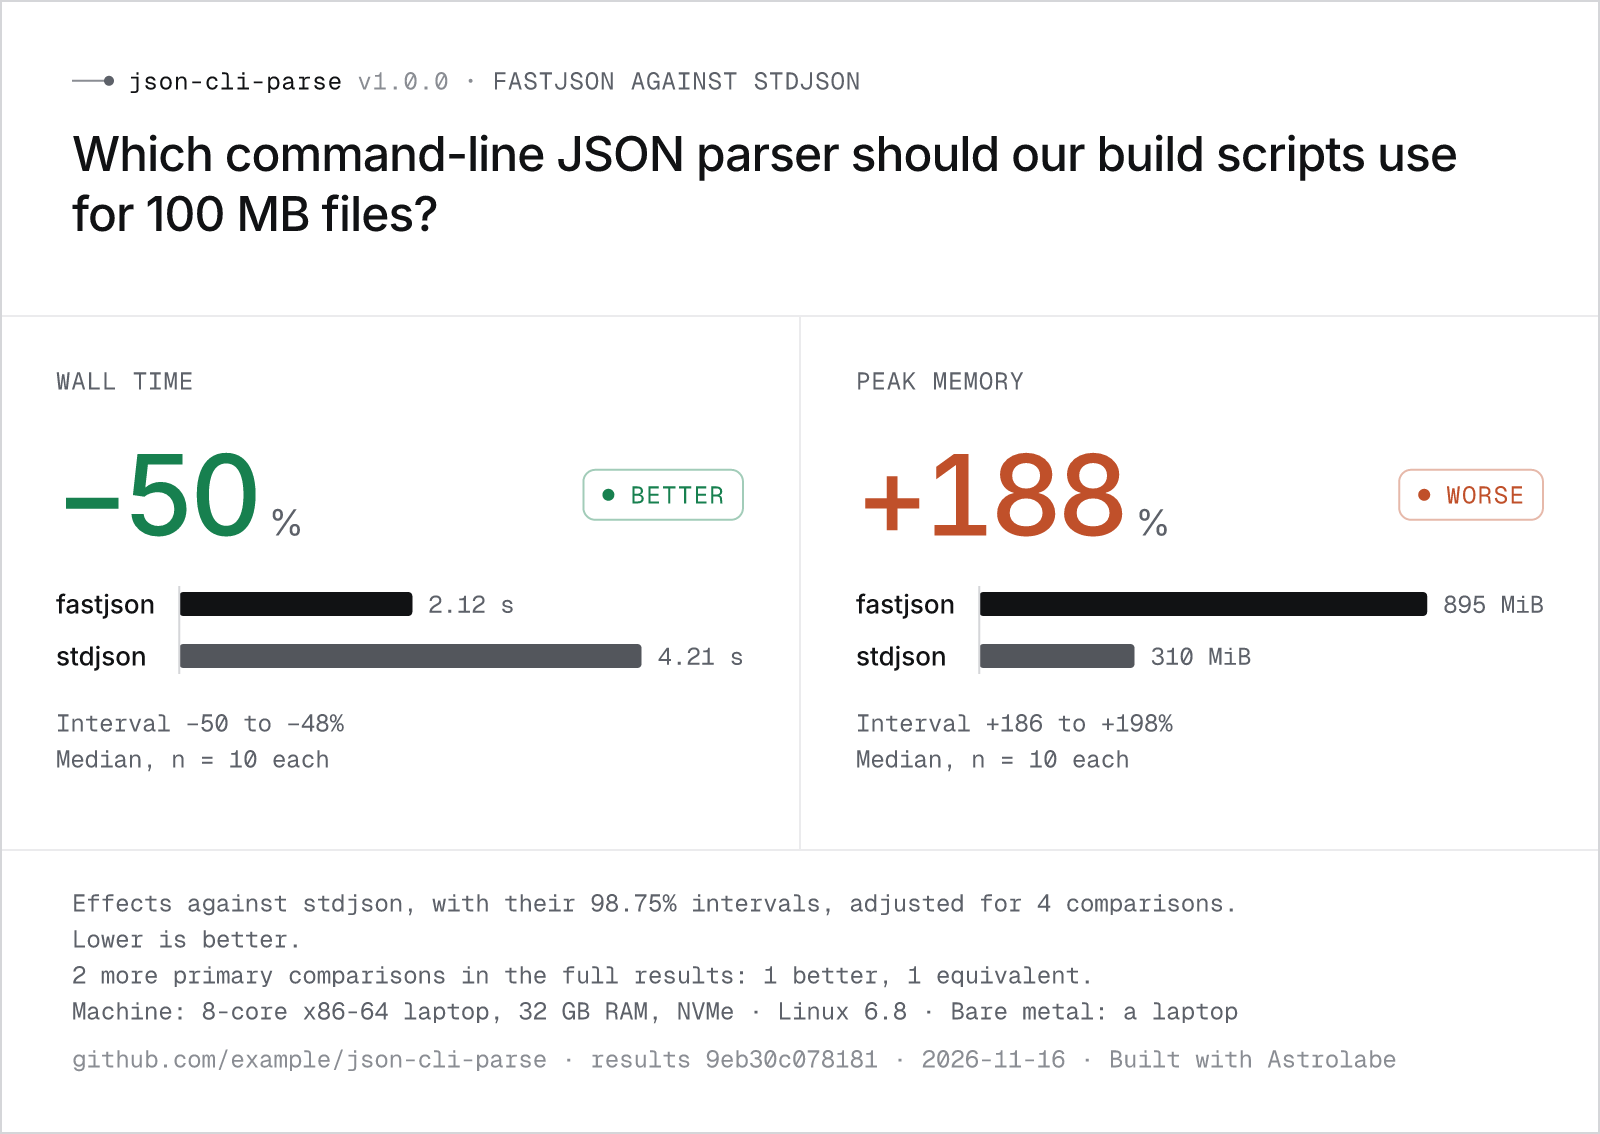 json-cli-parse v1.0.0 · FASTJSON AGAINST STDJSON
Which command-line JSON parser should our build scripts use
for 100 MB files?
WALL TIME
−50 %
BETTER
fastjson 2.12 s
stdjson 4.21 s
Interval −50 to −48%
Median, n = 10 each
PEAK MEMORY
+188 %
WORSE
fastjson 895 MiB
stdjson 310 MiB
Interval +186 to +198%
Median, n = 10 each
Effects against stdjson, with their 98.75% intervals, adjusted for 4 comparisons.
Lower is better.
2 more primary comparisons in the full results: 1 better, 1 equivalent.
Machine: 8-core x86-64 laptop, 32 GB RAM, NVMe · Linux 6.8 · Bare metal: a laptop
github.com/example/json-cli-parse · results 9eb30c078181 · 2026-11-16 · Built with Astrolabe